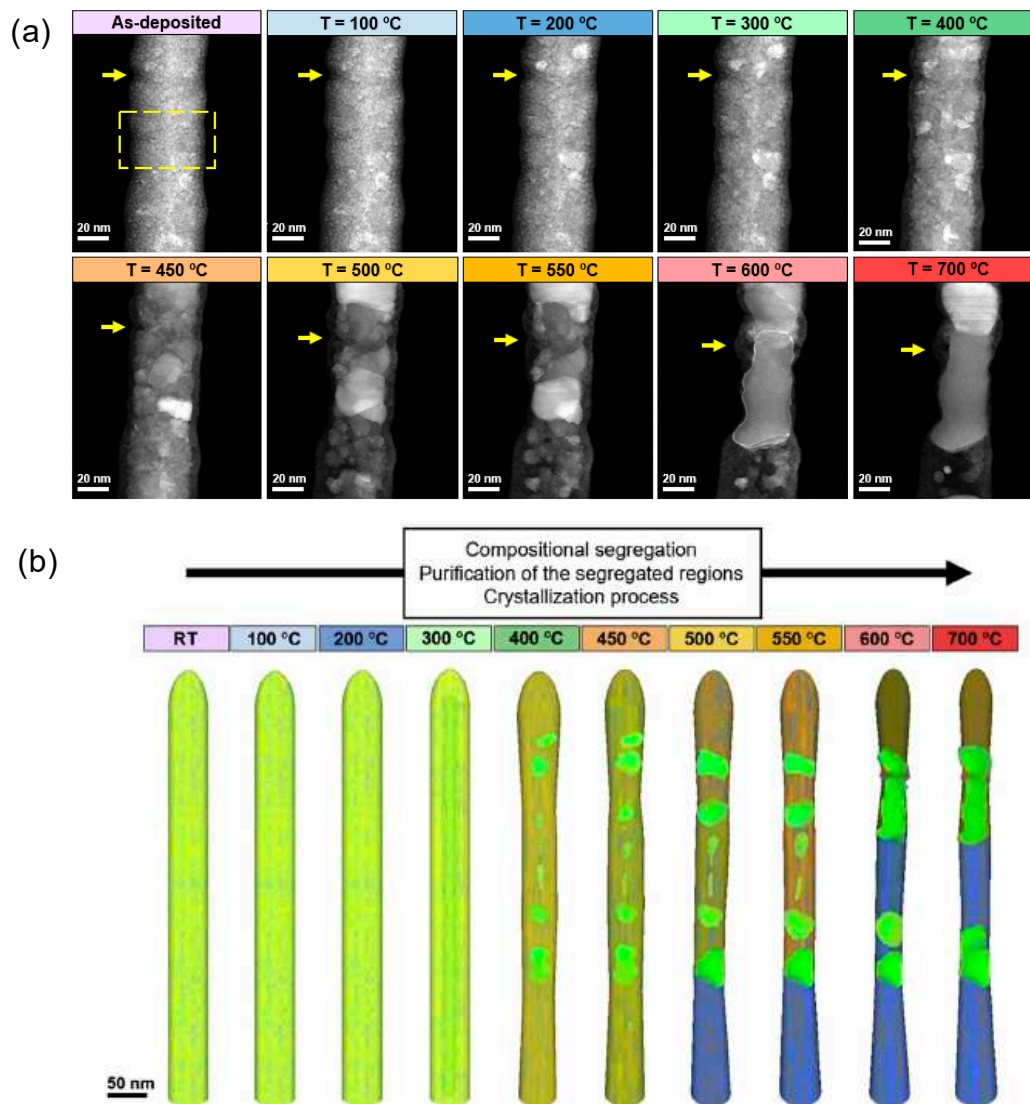 (a)
As-deposited
T = 100 ºC
T = 200 ºC
T = 300 ºC
T = 400 ºC
20 nm
20 nm
20 nm
20 nm
20 nm
T = 450 ºC
T = 500 ºC
T = 550 ºC
T = 600 ºC
T = 700 ºC
20 nm
20 nm
20 nm
20 nm
20 nm
(b)
Compositional segregation
Purification of the segregated regions
Crystallization process
RT
100 ºC
200 ºC
300 ºC
400 ºC
450 ºC
500 ºC
550 ºC
600 ºC
700 ºC
50 nm